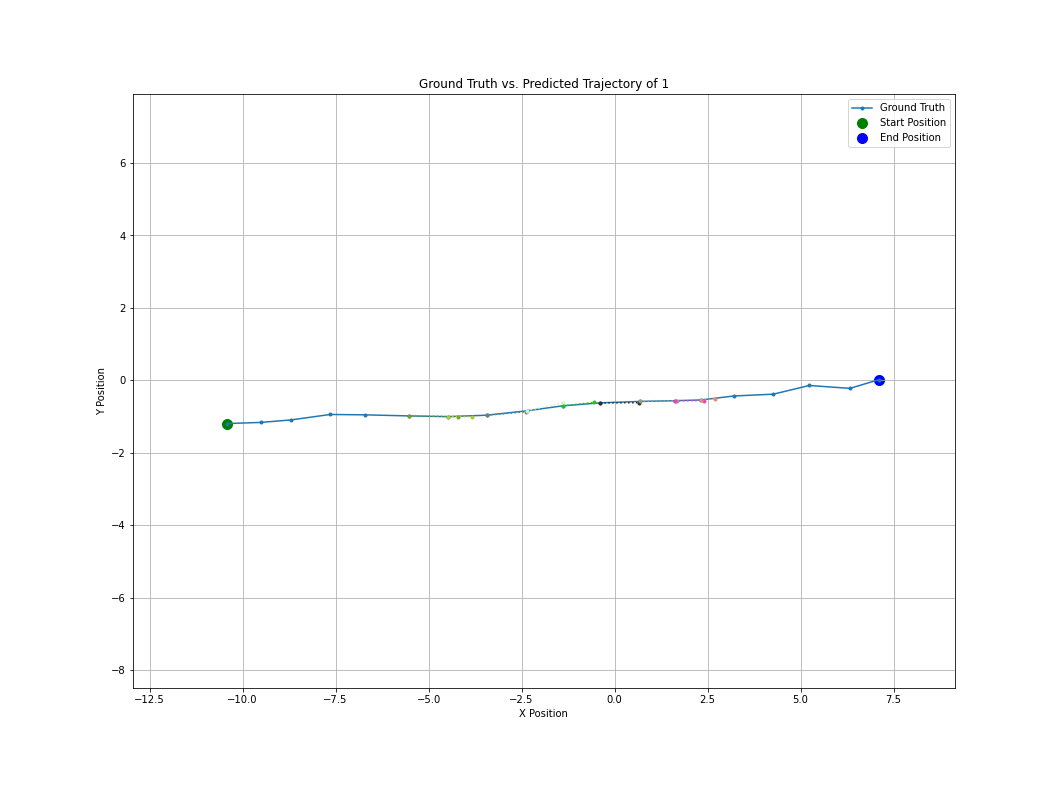 Ground Truth vs. Predicted Trajectory of 1
Ground Truth
Start Position
End Position
6
4
2
0
−2
−4
−6
−8
Y Position
−12.5 −10.0 −7.5 −5.0 −2.5 0.0 2.5 5.0 7.5
X Position